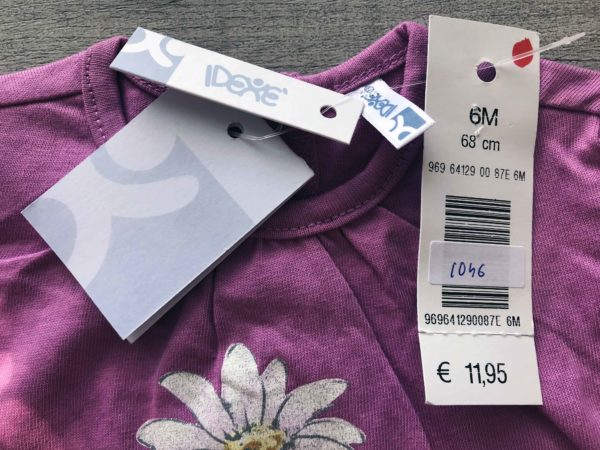 IDEXE'
IDEXE
6M
68 cm
969 64129 00 87E 6M
1046
969641290087E 6M
€ 11,95